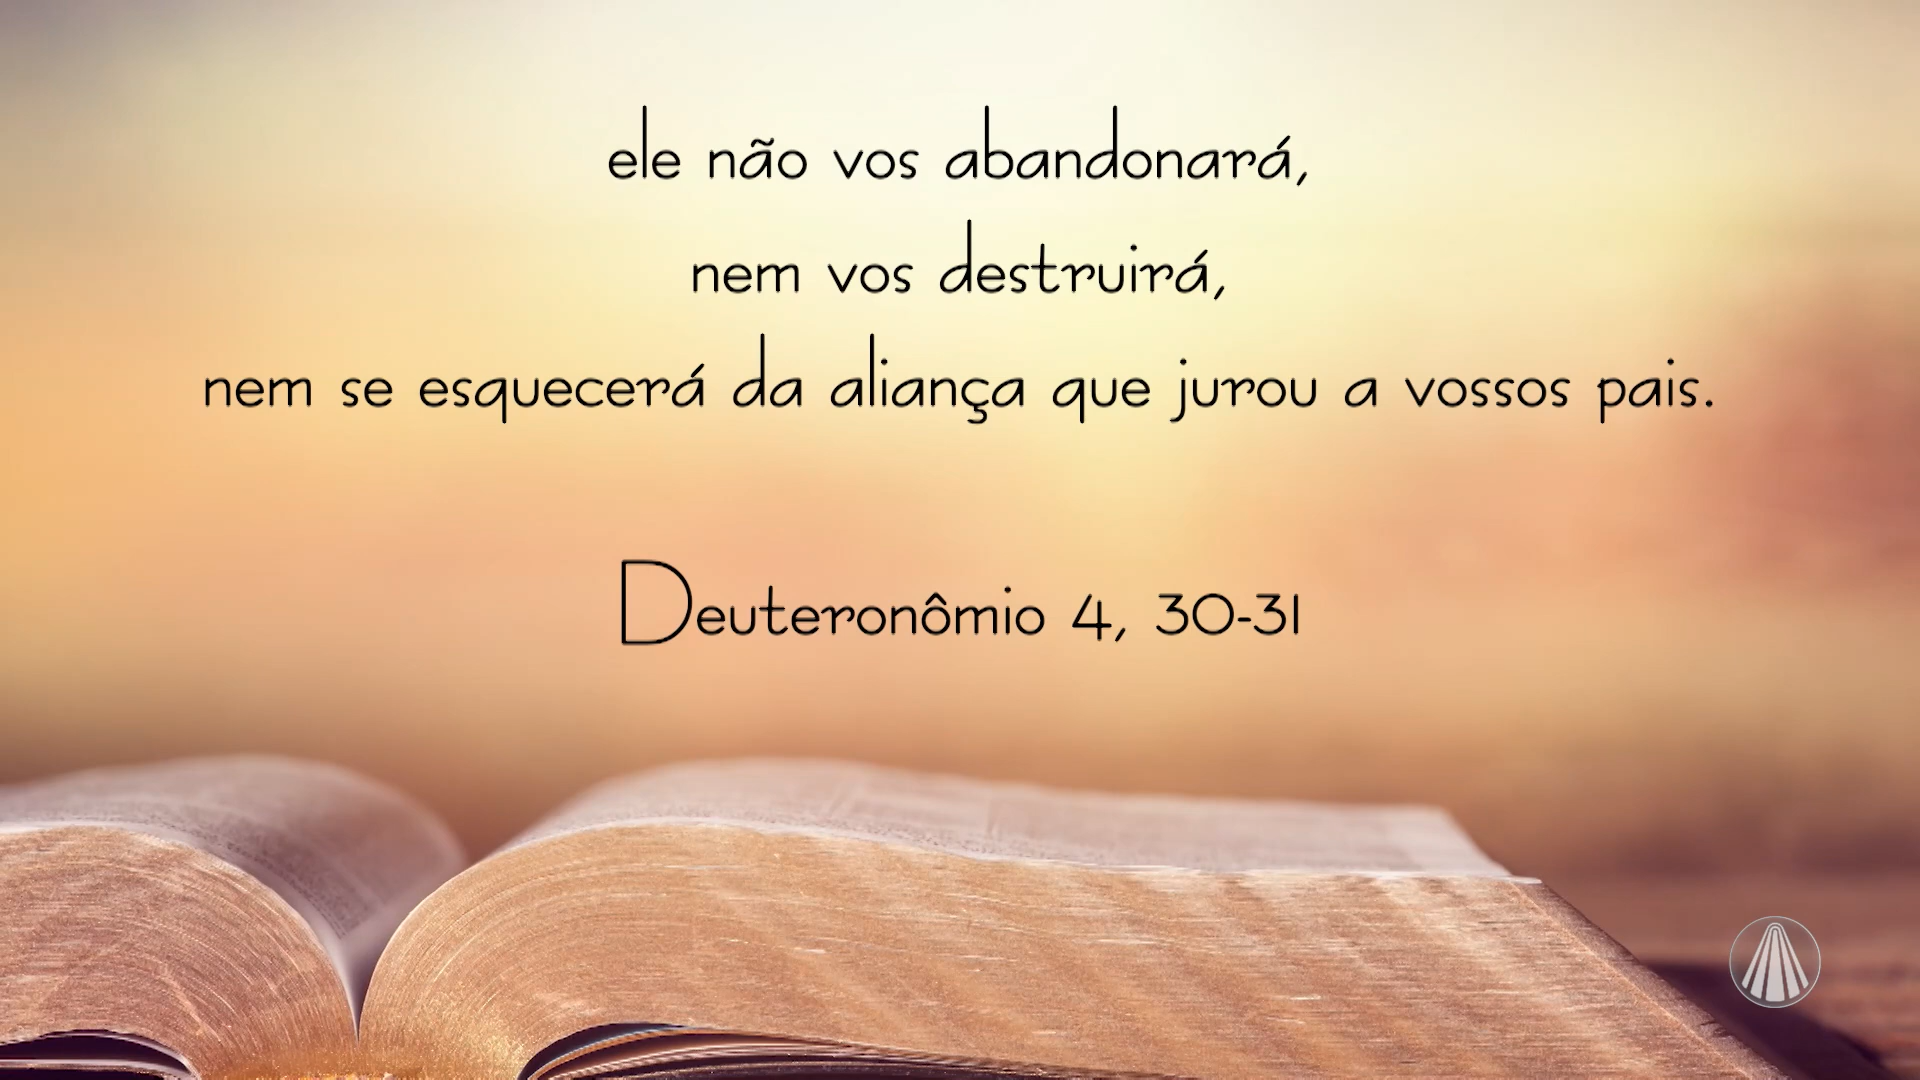 ele não vos abandonará,
nem vos destruirá,
nem se esquecerá da aliança que jurou a vossos pais.
Deuteronômio 4, 30-31